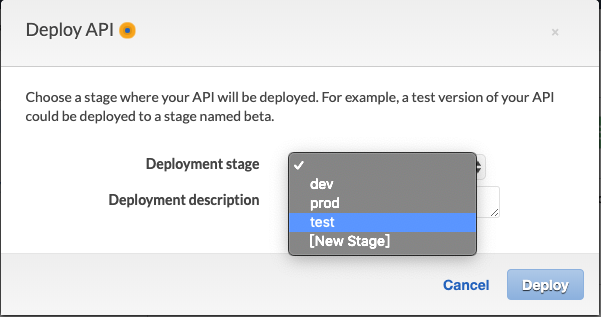 Deploy API
Choose a stage where your API will be deployed. For example, a test version of your API
could be deployed to a stage named beta.
Deployment stage
dev
prod
test
[New Stage]
Deployment description
Cancel
Deploy